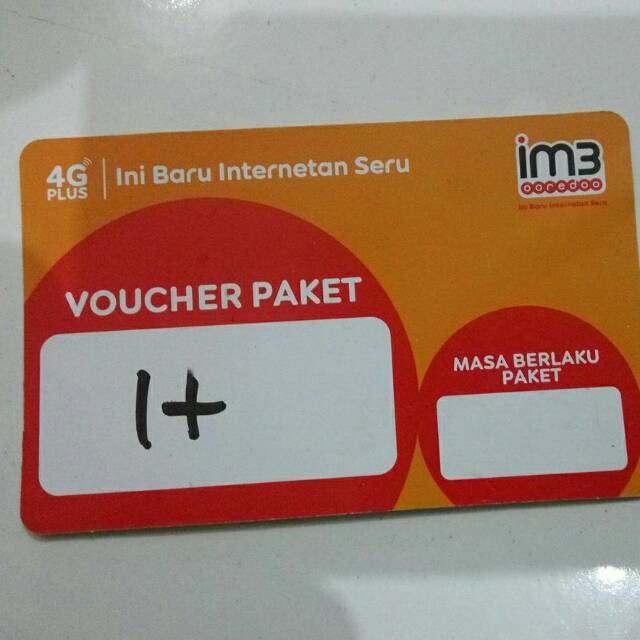 4G PLUS
Ini Baru Internetan Seru
im3
ooredoo
Ini Baru Internetan Seru
VOUCHER PAKET
1+
MASA BERLAKU
PAKET